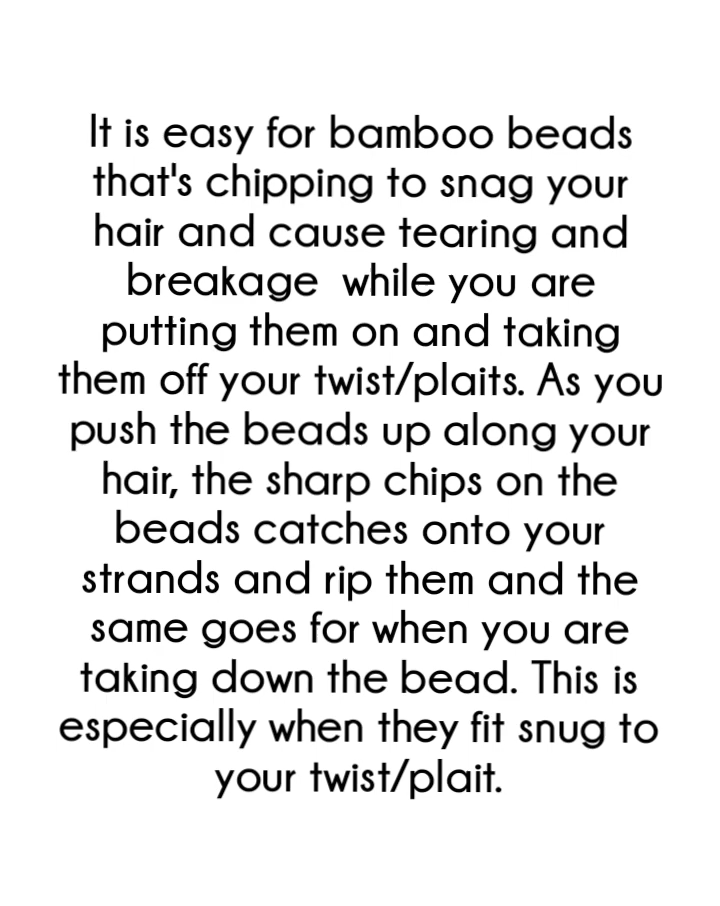 It is easy for bamboo beads
that's chipping to snag your
hair and cause tearing and
breakage  while you are
putting them on and taking
them off your twist/plaits. As you
push the beads up along your
hair, the sharp chips on the
beads catches onto your
strands and rip them and the
same goes for when you are
taking down the bead. This is
especially when they fit snug to
your twist/plait.